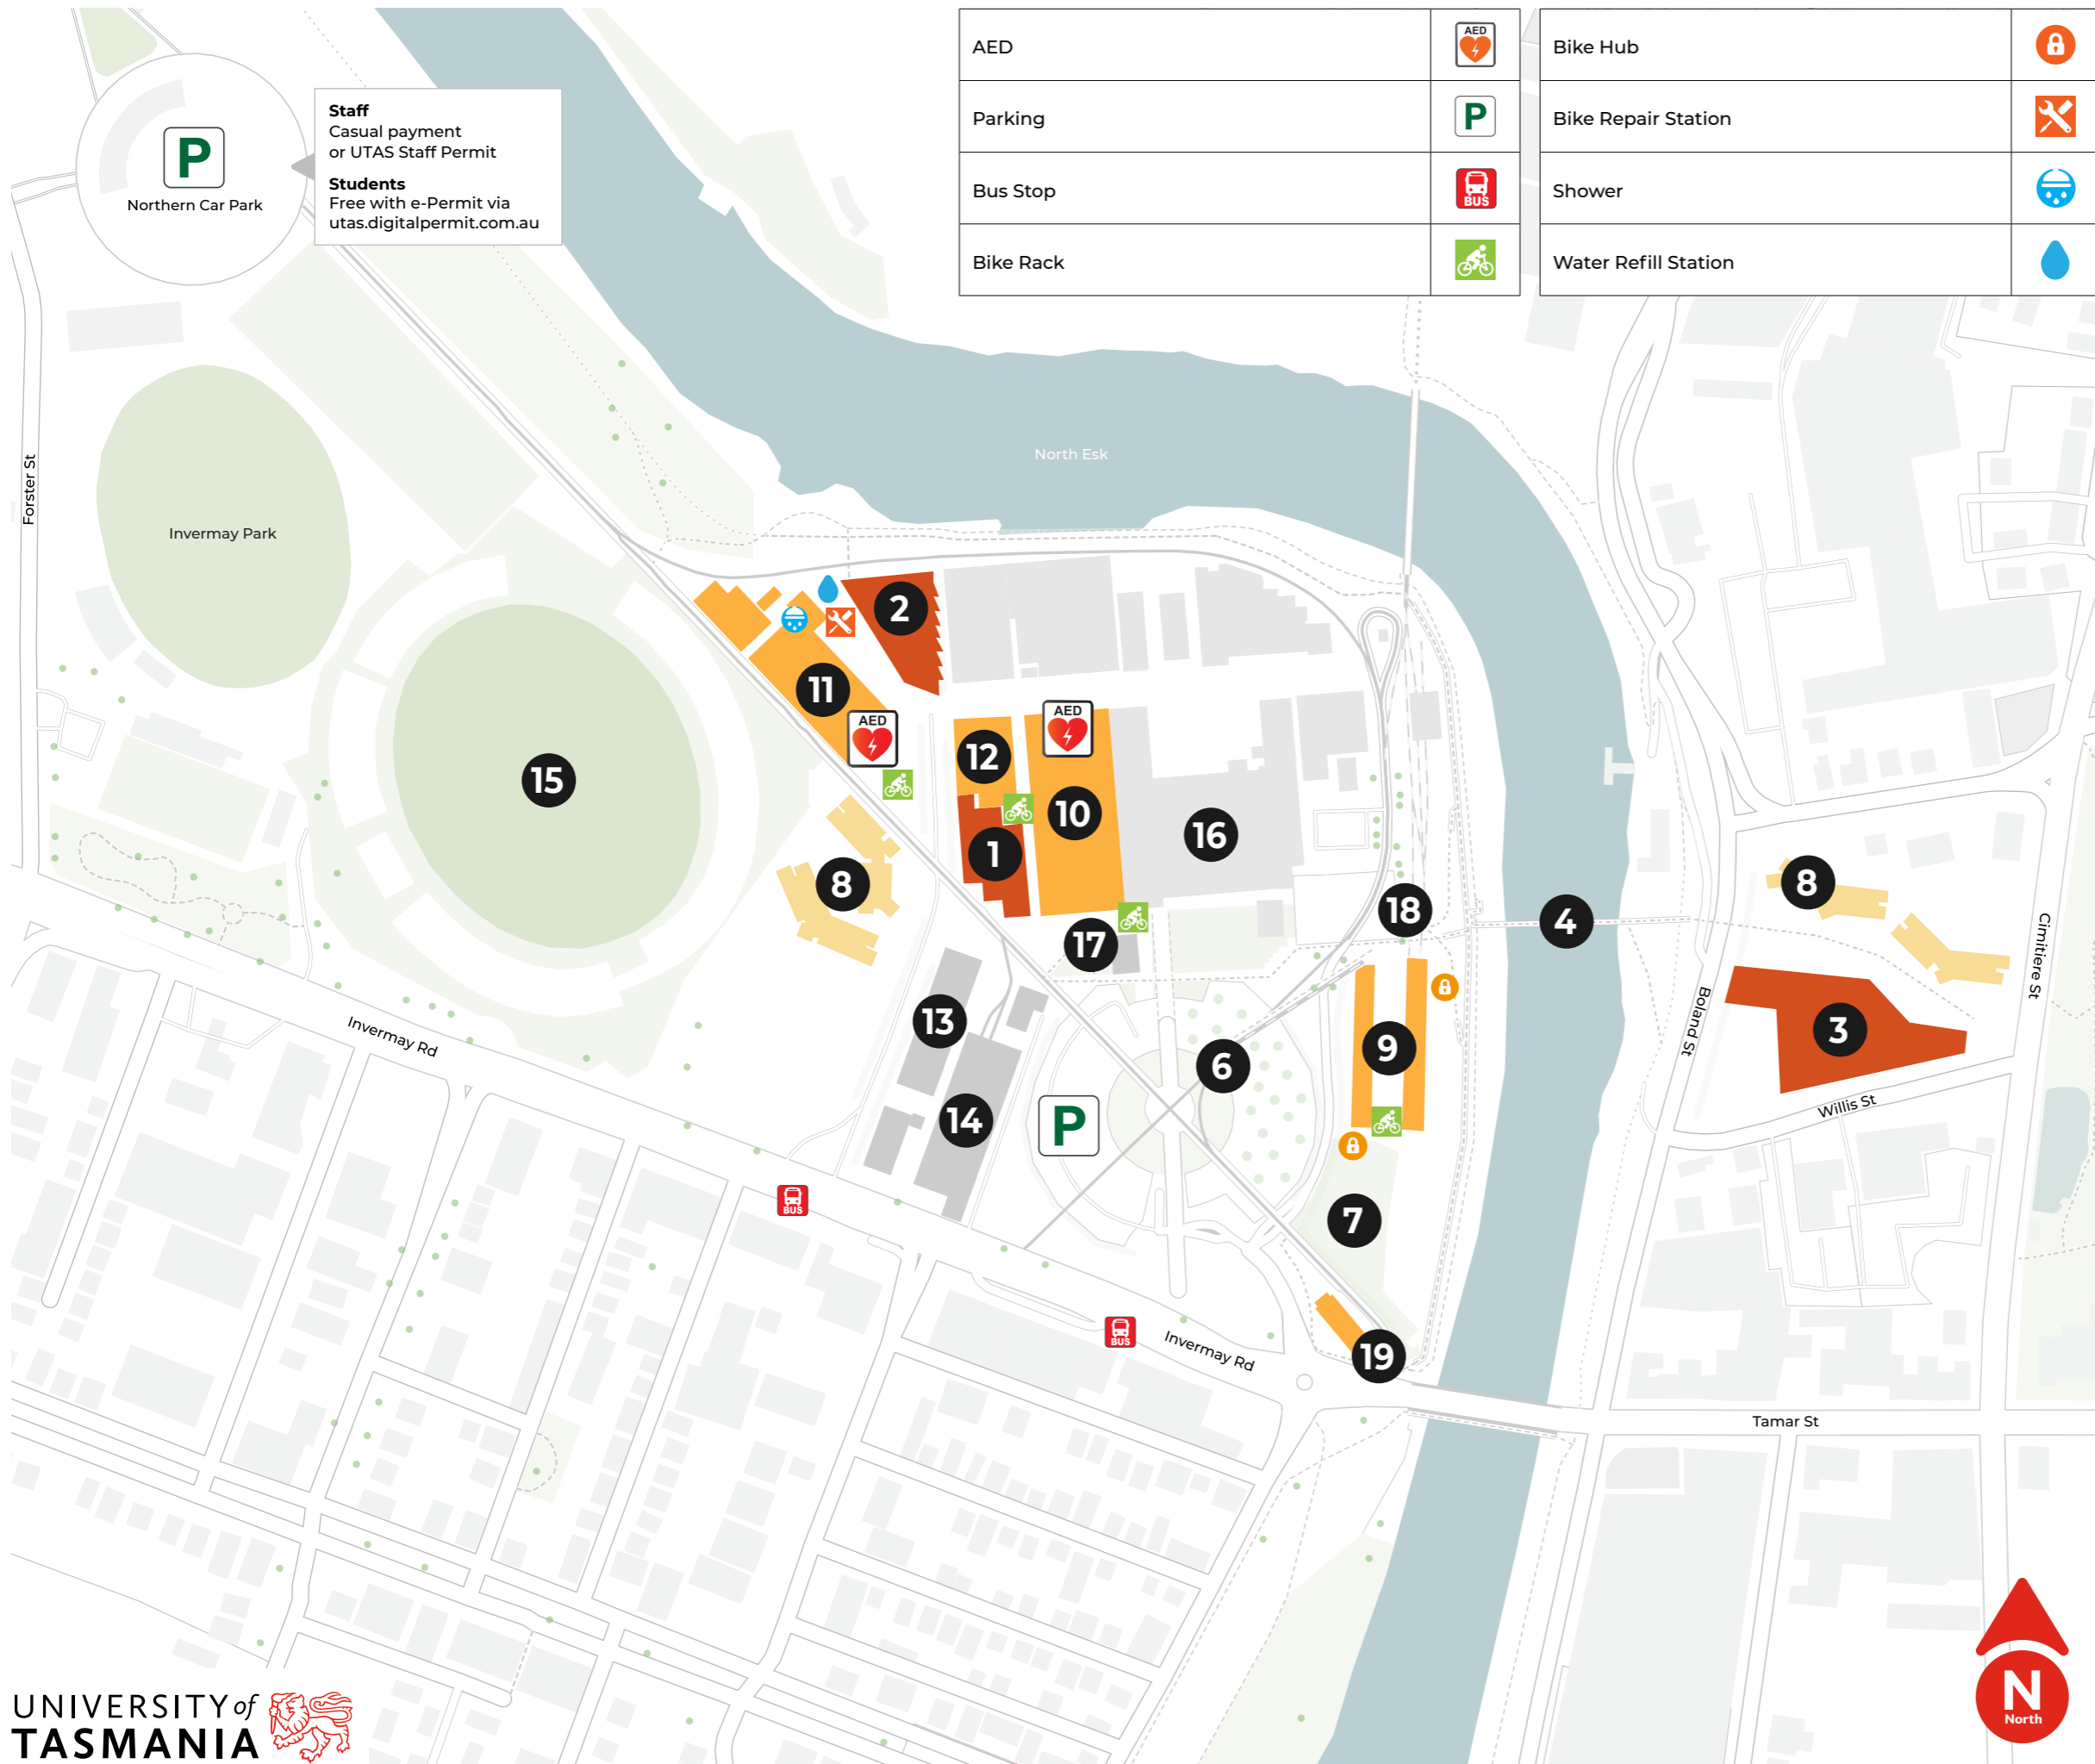 AED
AED
Bike Hub
Parking
P
Bike Repair Station
Bus Stop
BUS
Shower
Bike Rack
Water Refill Station
Staff
Casual payment
or UTAS Staff Permit
Students
Free with e-Permit via
utas.digitalpermit.com.au
P
Northern Car Park
North Esk
Forster St
Invermay Park
2
11
AED
AED
12
15
10
16
1
8
8
18
4
17
Cimitiere St
13
Boland St
3
9
Invermay Rd
6
14
P
Willis St
BUS
7
BUS
Invermay Rd
19
Tamar St
N
North
UNIVERSITY of
TASMANIA